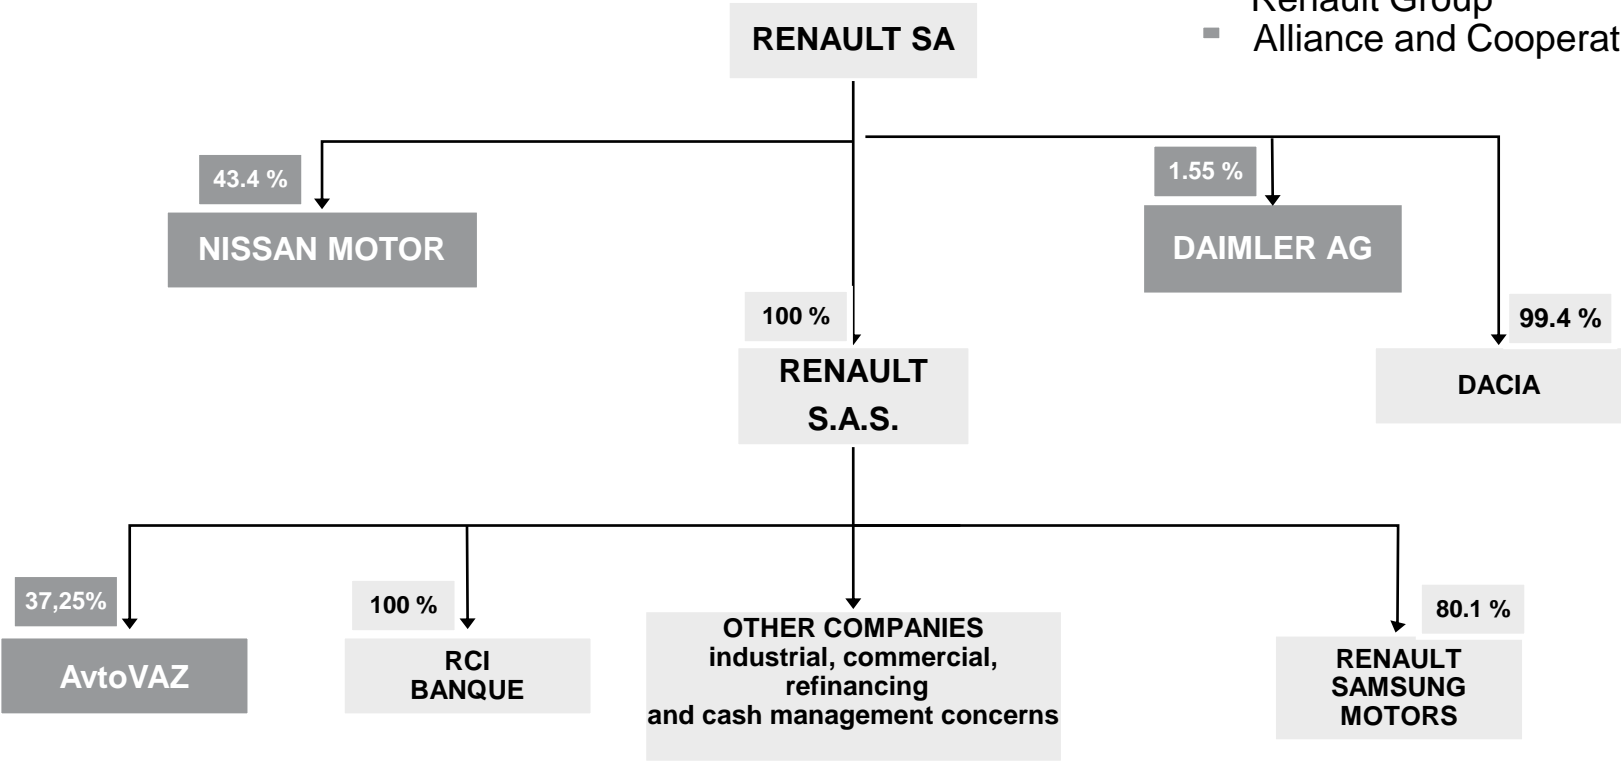 Renault Group
RENAULT SA
Alliance and Cooperat
43.4 %
1.55 %
NISSAN MOTOR
DAIMLER AG
100 %
99.4 %
RENAULT
S.A.S.
DACIA
37,25%
100 %
80.1 %
AvtoVAZ
RCI
BANQUE
OTHER COMPANIES
industrial, commercial,
refinancing
and cash management concerns
RENAULT
SAMSUNG
MOTORS